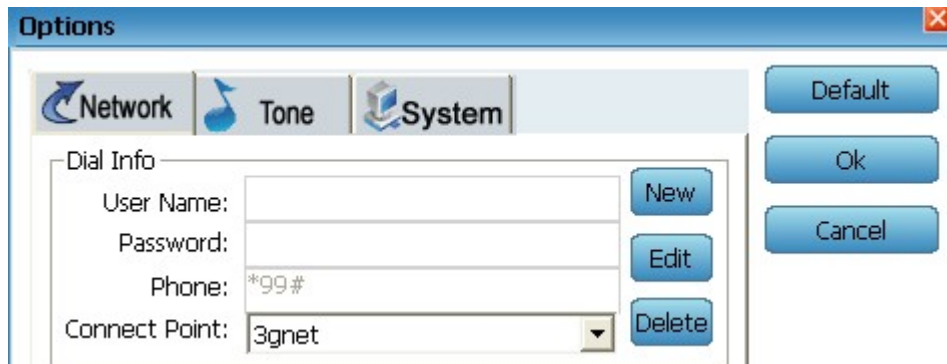 Options
Network Tone System
Default
Ok
Cancel
Dial Info
User Name:
Password:
Phone: *99#
Connect Point: 3gnet
New
Edit
Delete